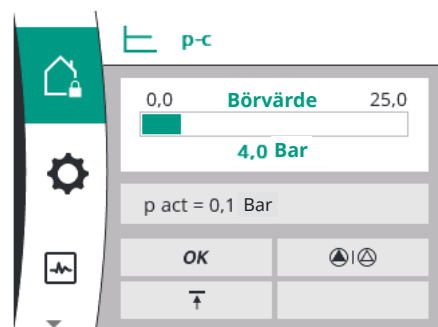 p-c
0,0 Börvärde 25,0
4,0 Bar
p act = 0,1 Bar
OK